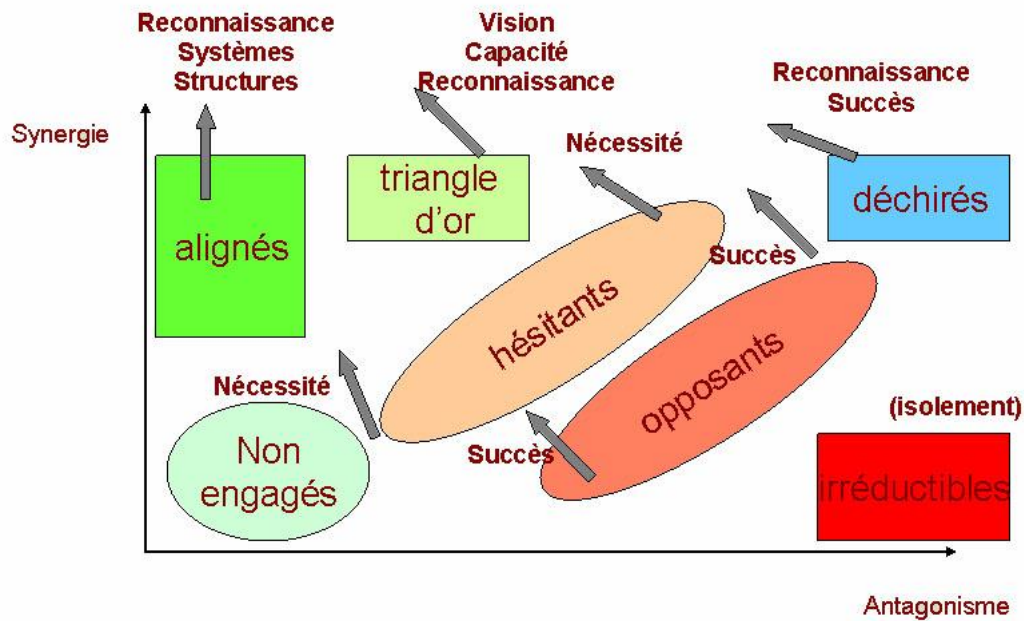 Reconnaissance
Systèmes
Structures
Vision
Capacité
Reconnaissance
Reconnaissance
Succès
Synergie
Nécessité
triangle
d'or
déchirés
alignés
Succès
hésitants
Nécessité
opposants
(isolement)
Non
engagés
Succès
irréductibles
Antagonisme